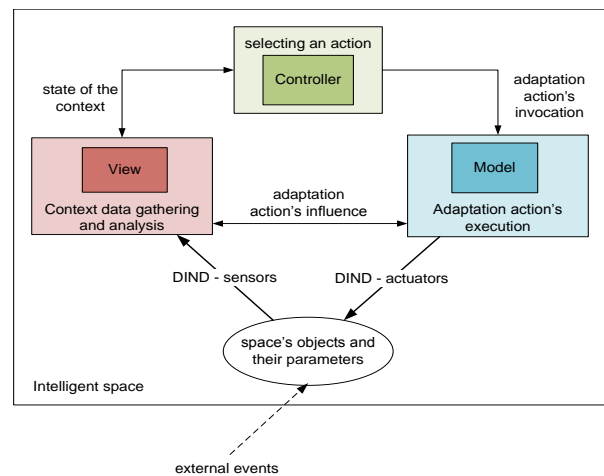 selecting an action
Controller
state of the
context
adaptation
action's
invocation
View
Model
Context data gathering
and analysis
adaptation
action's influence
Adaptation action's
execution
DIND - sensors
DIND - actuators
space's objects and
their parameters
Intelligent space
external events